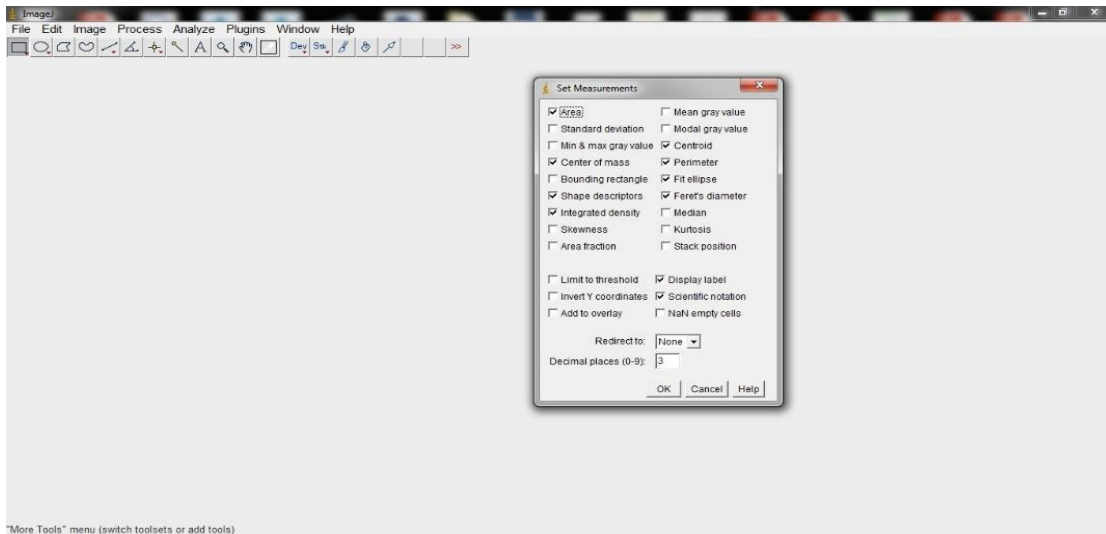 ImageJ
File Edit Image Process Analyze Plugins Window Help
A Dev Stk >>
Set Measurements
Area Mean gray value
Standard deviation Modal gray value
Min & max gray value Centroid
Center of mass Perimeter
Bounding rectangle Fit ellipse
Shape descriptors Feret's diameter
Integrated density Median
Skewness Kurtosis
Area fraction Stack position
Limit to threshold Display label
Invert Y coordinates Scientific notation
Add to overlay NaN empty cells
Redirect to: None
Decimal places (0-9): 3
OK Cancel Help
"More Tools" menu (switch toolsets or add tools)